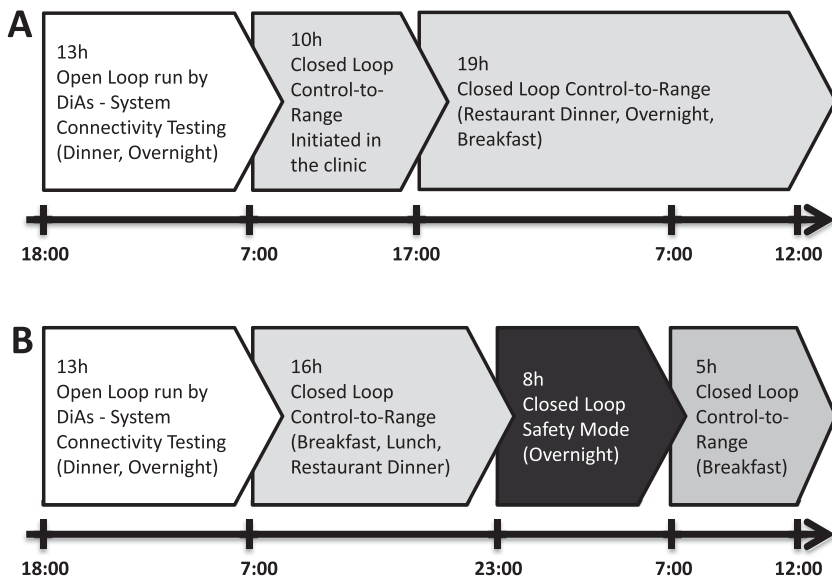 A
13h
Open Loop run by
DiAs - System
Connectivity Testing
(Dinner, Overnight)
10h
Closed Loop
Control-to-
Range
Initiated in
the clinic
19h
Closed Loop Control-to-Range
(Restaurant Dinner, Overnight,
Breakfast)
18:00 7:00 17:00 7:00 12:00
B
13h
Open Loop run by
DiAs - System
Connectivity Testing
(Dinner, Overnight)
16h
Closed Loop
Control-to-Range
(Breakfast, Lunch,
Restaurant Dinner)
8h
Closed Loop
Safety Mode
(Overnight)
5h
Closed Loop
Control-to-
Range
(Breakfast)
18:00 7:00 23:00 7:00 12:00